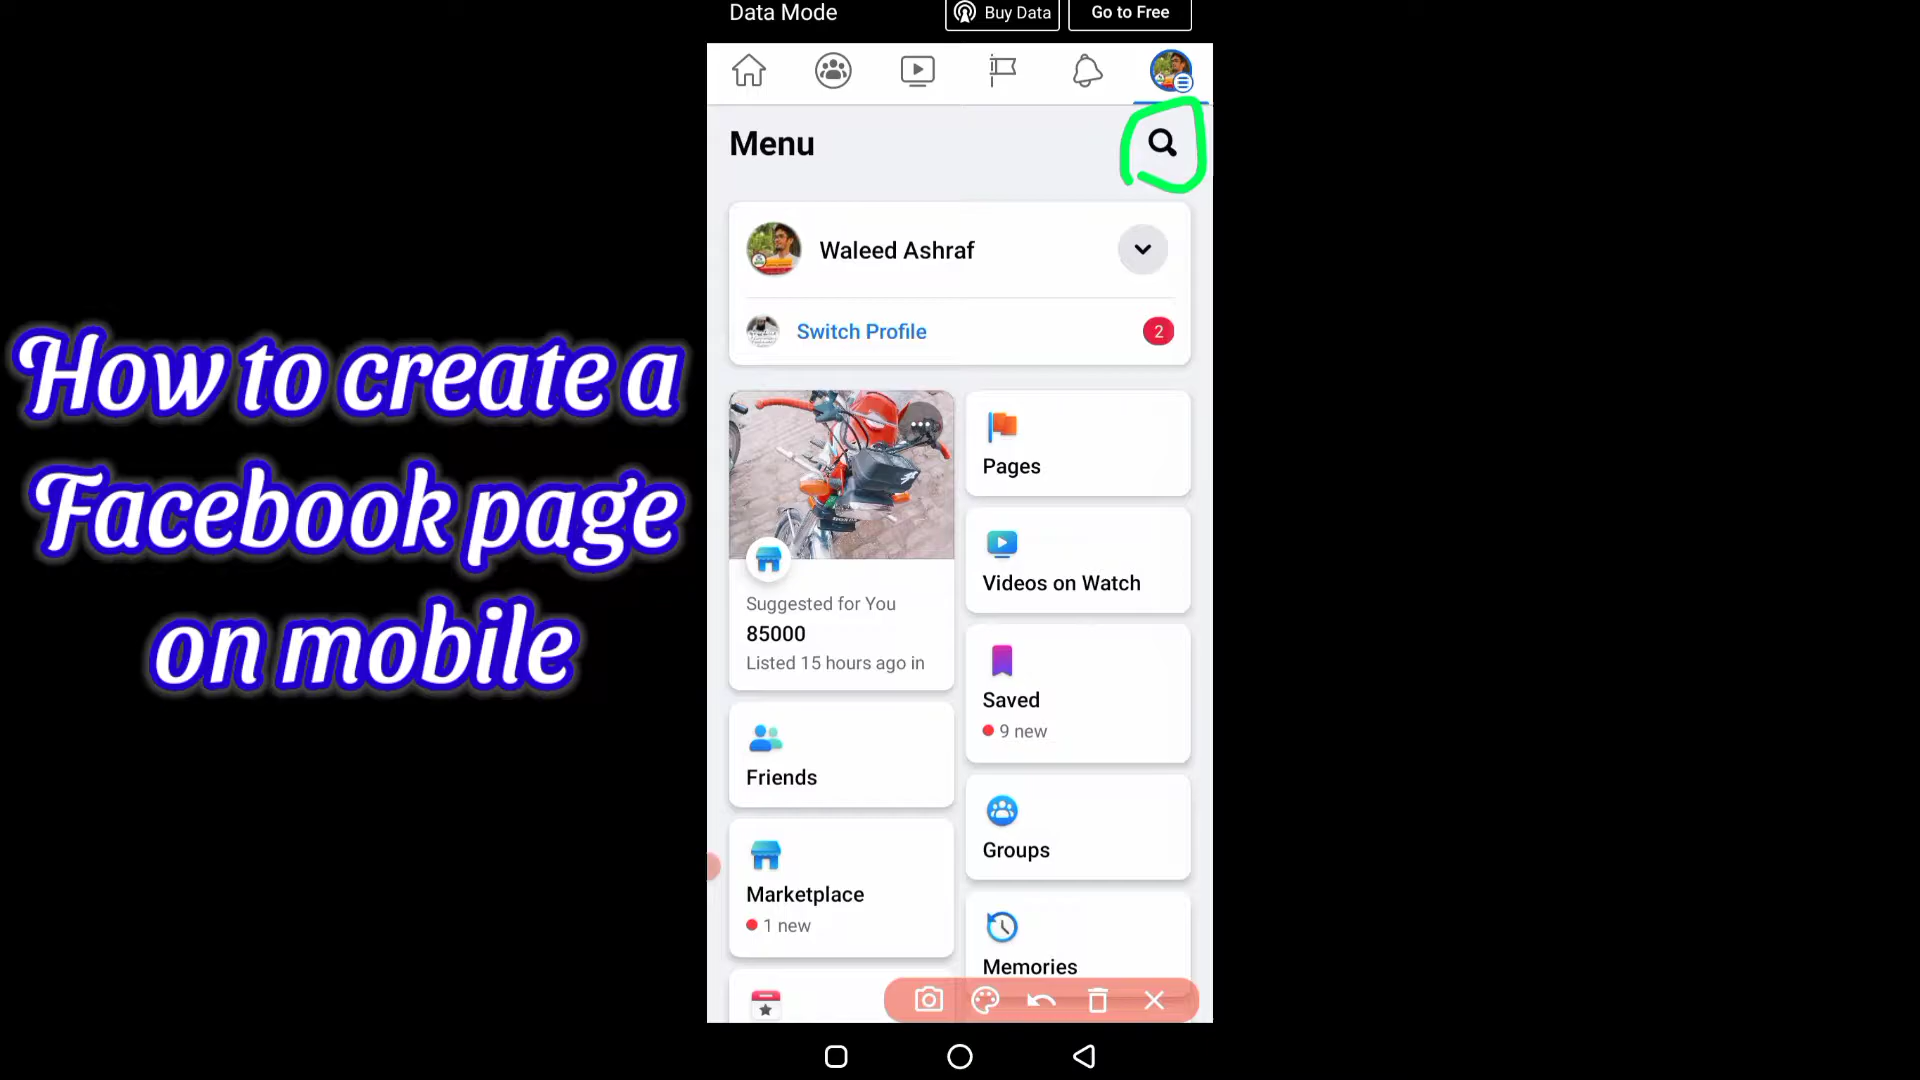 Data Mode
Buy Data
Go to Free
Menu
Waleed Ashraf
Switch Profile
2
How to create a
Facebook page
on mobile
Suggested for You
85000
Listed 15 hours ago in
Friends
Marketplace
1 new
Pages
Videos on Watch
Saved
9 new
Groups
Memories